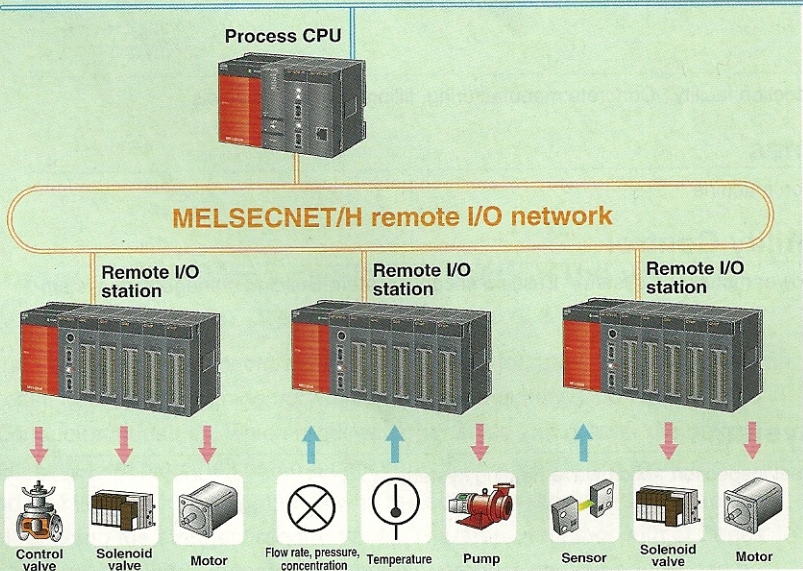 Process CPU
MELSECNET/H remote I/O network
Remote I/O
station
Remote I/O
station
Remote I/O
station
Control
valve
Solenoid
valve
Motor
Flow rate, pressure,
concentration
Temperature
Pump
Sensor
Solenoid
valve
Motor